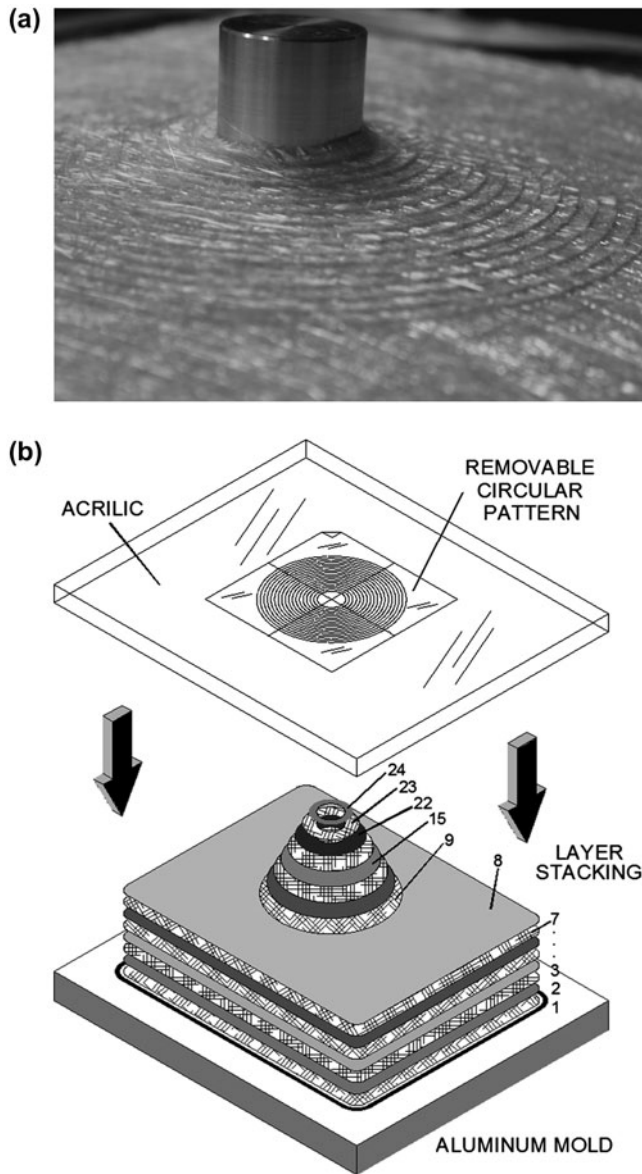 (a)
(b)
REMOVABLE
CIRCULAR
PATTERN
ACRILIC
24
23
22
15
9
8
LAYER
STACKING
7
.
.
.
3
2
1
ALUMINUM MOLD